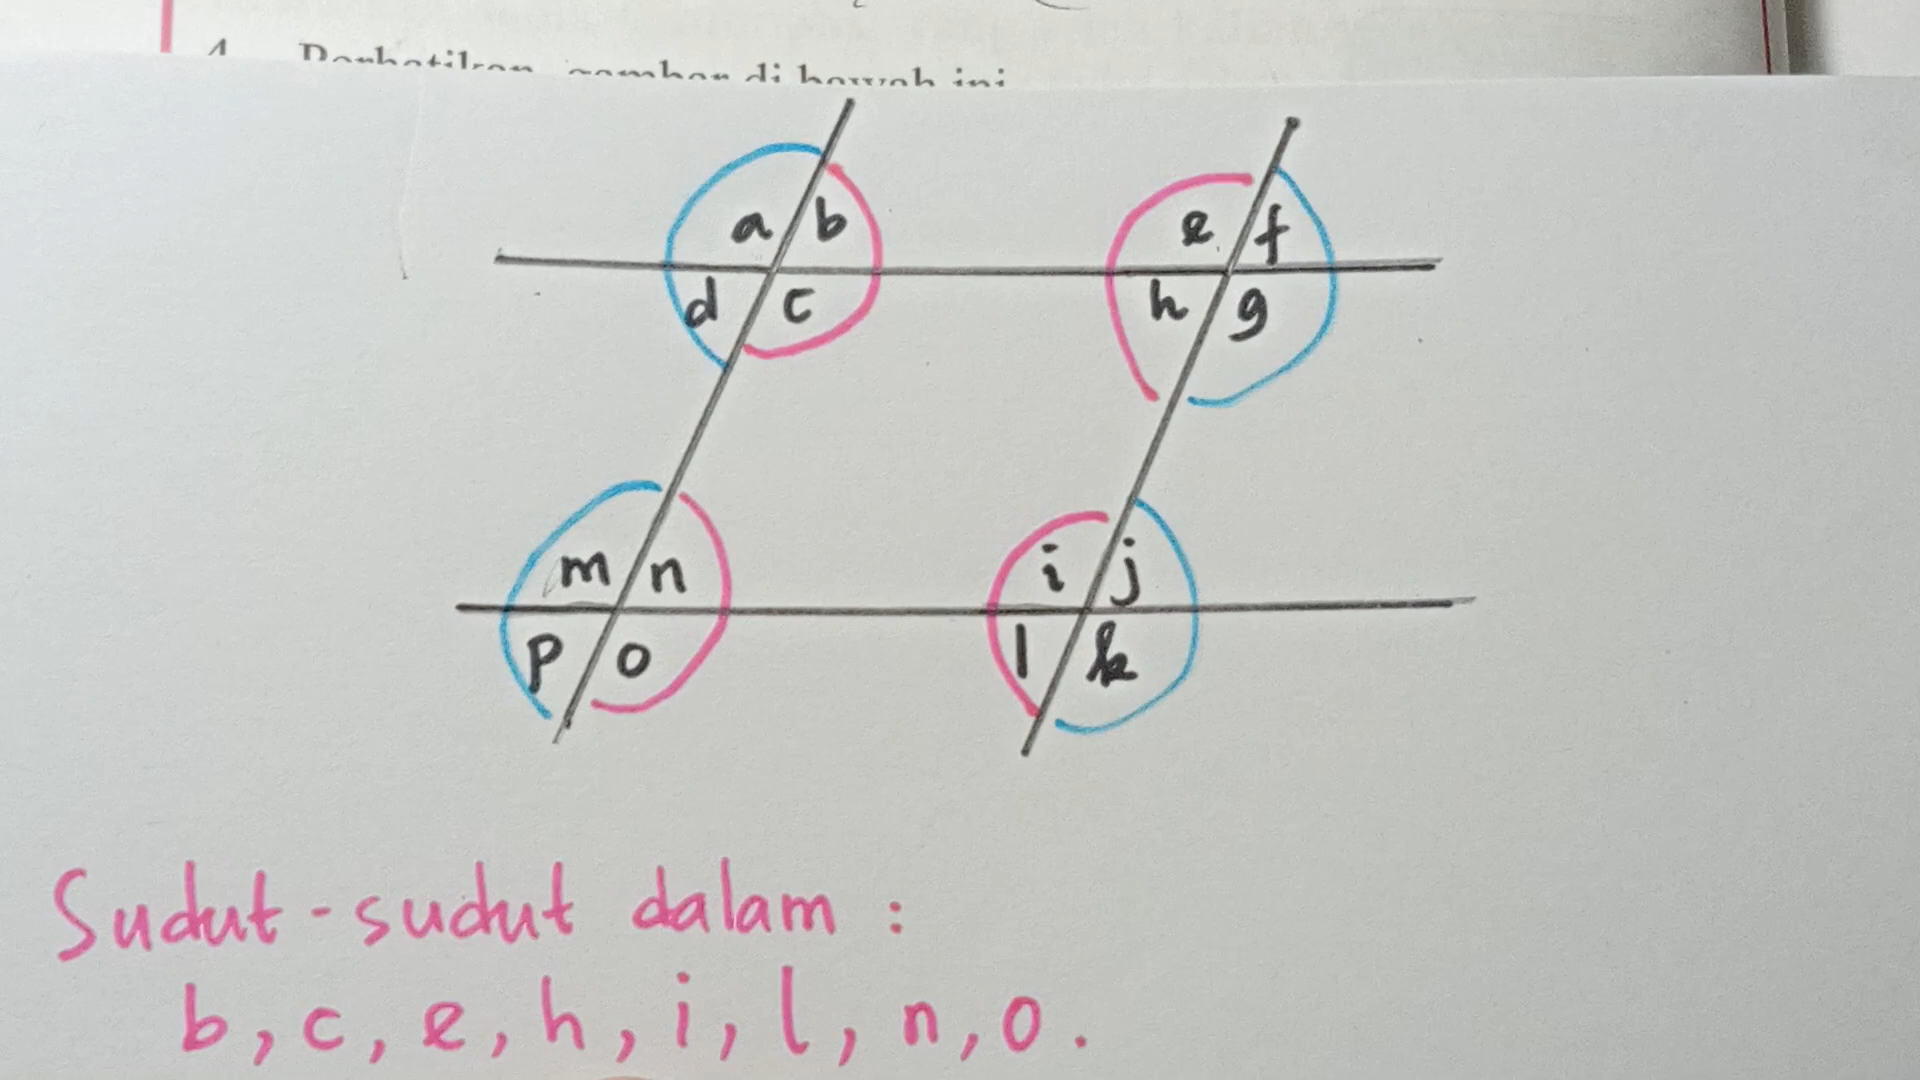 a b e f
d c h g
m n i j
p o l k
Sudut-sudut dalam :
b, c, e, h, i, l, n, o.